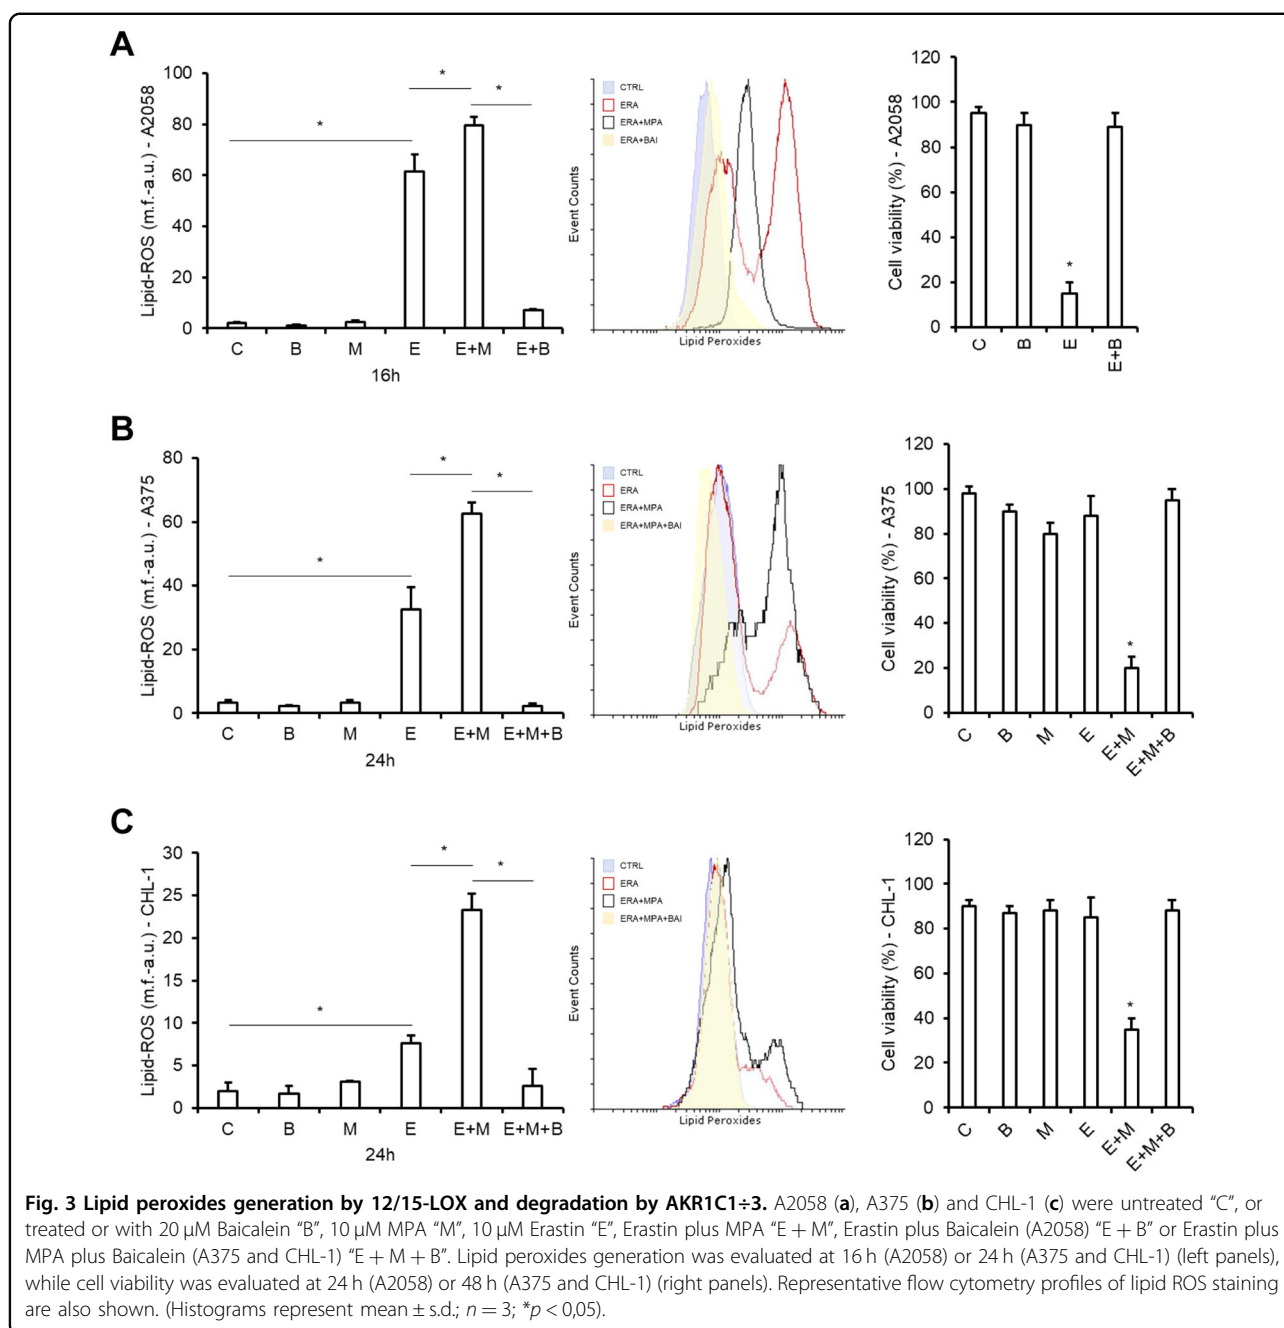 A
Lipid-ROS (m.f.-a.u.) - A2058
100
80
60
40
20
0
*
*
*
C B M E E+M E+B
16h
Event Counts
CTRL
ERA
ERA+MPA
ERA+BAI
Lipid Peroxides
Cell viability (%) - A2058
120
100
80
60
40
20
0
*
C B E E+B
B
Lipid-ROS (m.f.-a.u.) - A375
80
60
40
20
0
*
*
*
C B M E E+M E+M+B
24h
Event Counts
CTRL
ERA
ERA+MPA
ERA+MPA+BAI
Lipid Peroxides
Cell viability (%) - A375
120
100
80
60
40
20
0
*
C B M E E+M E+M+B
C
Lipid-ROS (m.f.-a.u.) - CHL-1
30
25
20
15
10
5
0
*
*
*
C B M E E+M E+M+B
24h
Event Counts
CTRL
ERA
ERA+MPA
ERA+MPA+BAI
Lipid Peroxides
Cell viability (%) - CHL-1
120
100
80
60
40
20
0
*
C B M E E+M E+M+B
Fig. 3 Lipid peroxides generation by 12/15-LOX and degradation by AKR1C1÷3. A2058 (a), A375 (b) and CHL-1 (c) were untreated “C”, or
treated or with 20 µM Baicalein “B”, 10 µM MPA “M”, 10 µM Erastin “E”, Erastin plus MPA “E + M”, Erastin plus Baicalein (A2058) “E + B” or Erastin plus
MPA plus Baicalein (A375 and CHL-1) “E + M + B”. Lipid peroxides generation was evaluated at 16 h (A2058) or 24 h (A375 and CHL-1) (left panels),
while cell viability was evaluated at 24 h (A2058) or 48 h (A375 and CHL-1) (right panels). Representative flow cytometry profiles of lipid ROS staining
are also shown. (Histograms represent mean ± s.d.; n = 3; *p < 0,05).